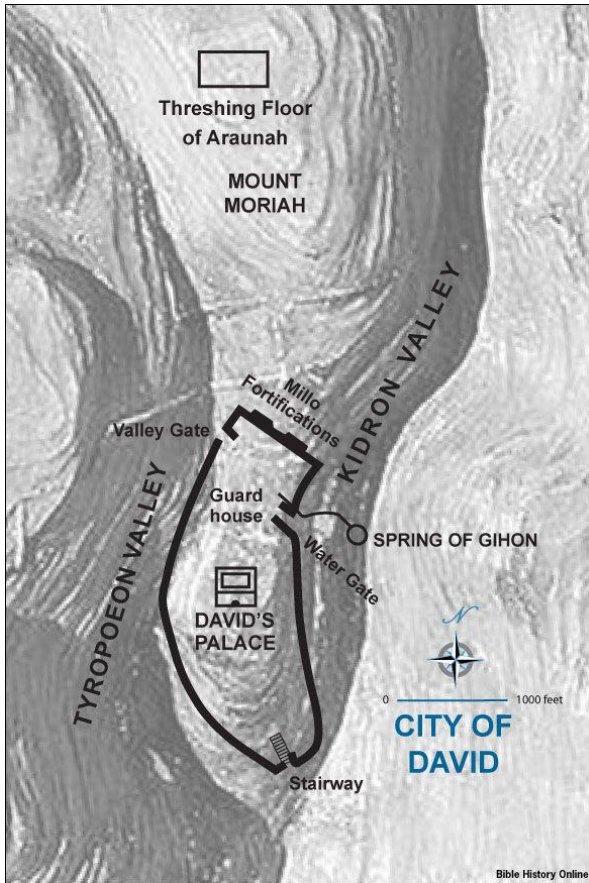 Threshing Floor
of Araunah
MOUNT
MORIAH
KIDRON VALLEY
Millo
Fortifications
Valley Gate
Guard
house
SPRING OF GIHON
Water Gate
TYROPOEON VALLEY
DAVID'S
PALACE
N
0 1000 feet
CITY OF
DAVID
Stairway
Bible History Online